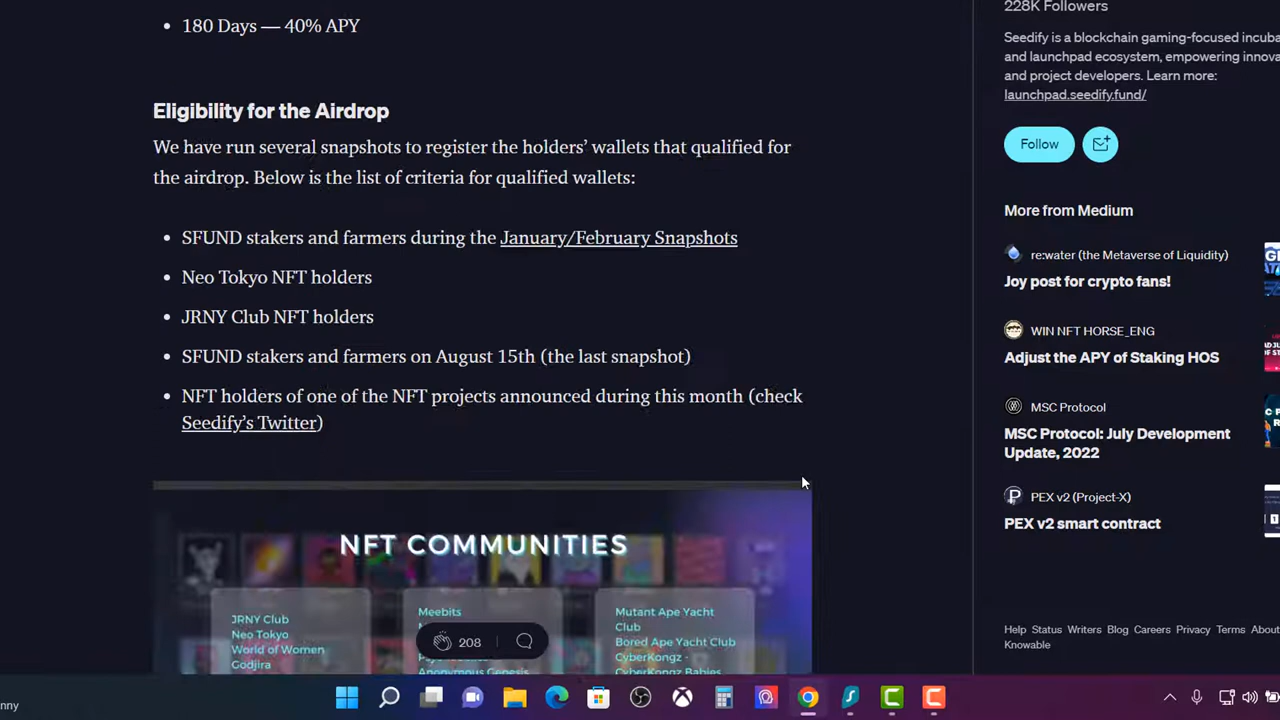 180 Days — 40% APY
Eligibility for the Airdrop
We have run several snapshots to register the holders’ wallets that qualified for
the airdrop. Below is the list of criteria for qualified wallets:
SFUND stakers and farmers during the January/February Snapshots
Neo Tokyo NFT holders
JRNY Club NFT holders
SFUND stakers and farmers on August 15th (the last snapshot)
NFT holders of one of the NFT projects announced during this month (check
Seedify’s Twitter)
NFT COMMUNITIES
JRNY Club
Neo Tokyo
World of Women
Godjira
Meebits
Anonymous Genesis
Mutant Ape Yacht
Club
Bored Ape Yacht Club
CyberKongz -
CyberKongz Babies
208
228K Followers
Seedify is a blockchain gaming-focused incuba
and launchpad ecosystem, empowering innova
and project developers. Learn more:
launchpad.seedify.fund/
Follow
More from Medium
re:water (the Metaverse of Liquidity)
Joy post for crypto fans!
WIN NFT HORSE_ENG
Adjust the APY of Staking HOS
MSC Protocol
MSC Protocol: July Development
Update, 2022
PEX v2 (Project-X)
PEX v2 smart contract
Help Status Writers Blog Careers Privacy Terms About
Knowable
nny